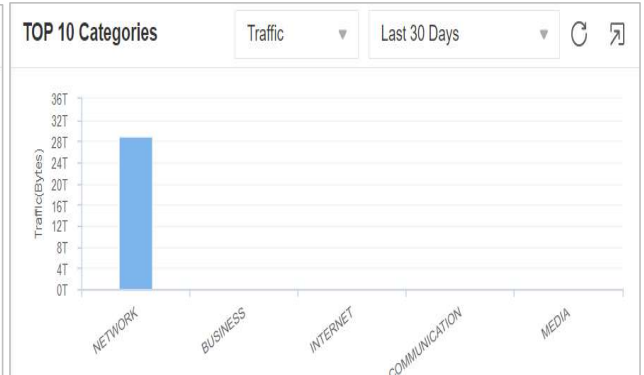 TOP 10 Categories
Traffic
Last 30 Days
36T
32T
28T
24T
20T
16T
12T
8T
4T
0T
Traffic(Bytes)
NETWORK
BUSINESS
INTERNET
COMMUNICATION
MEDIA